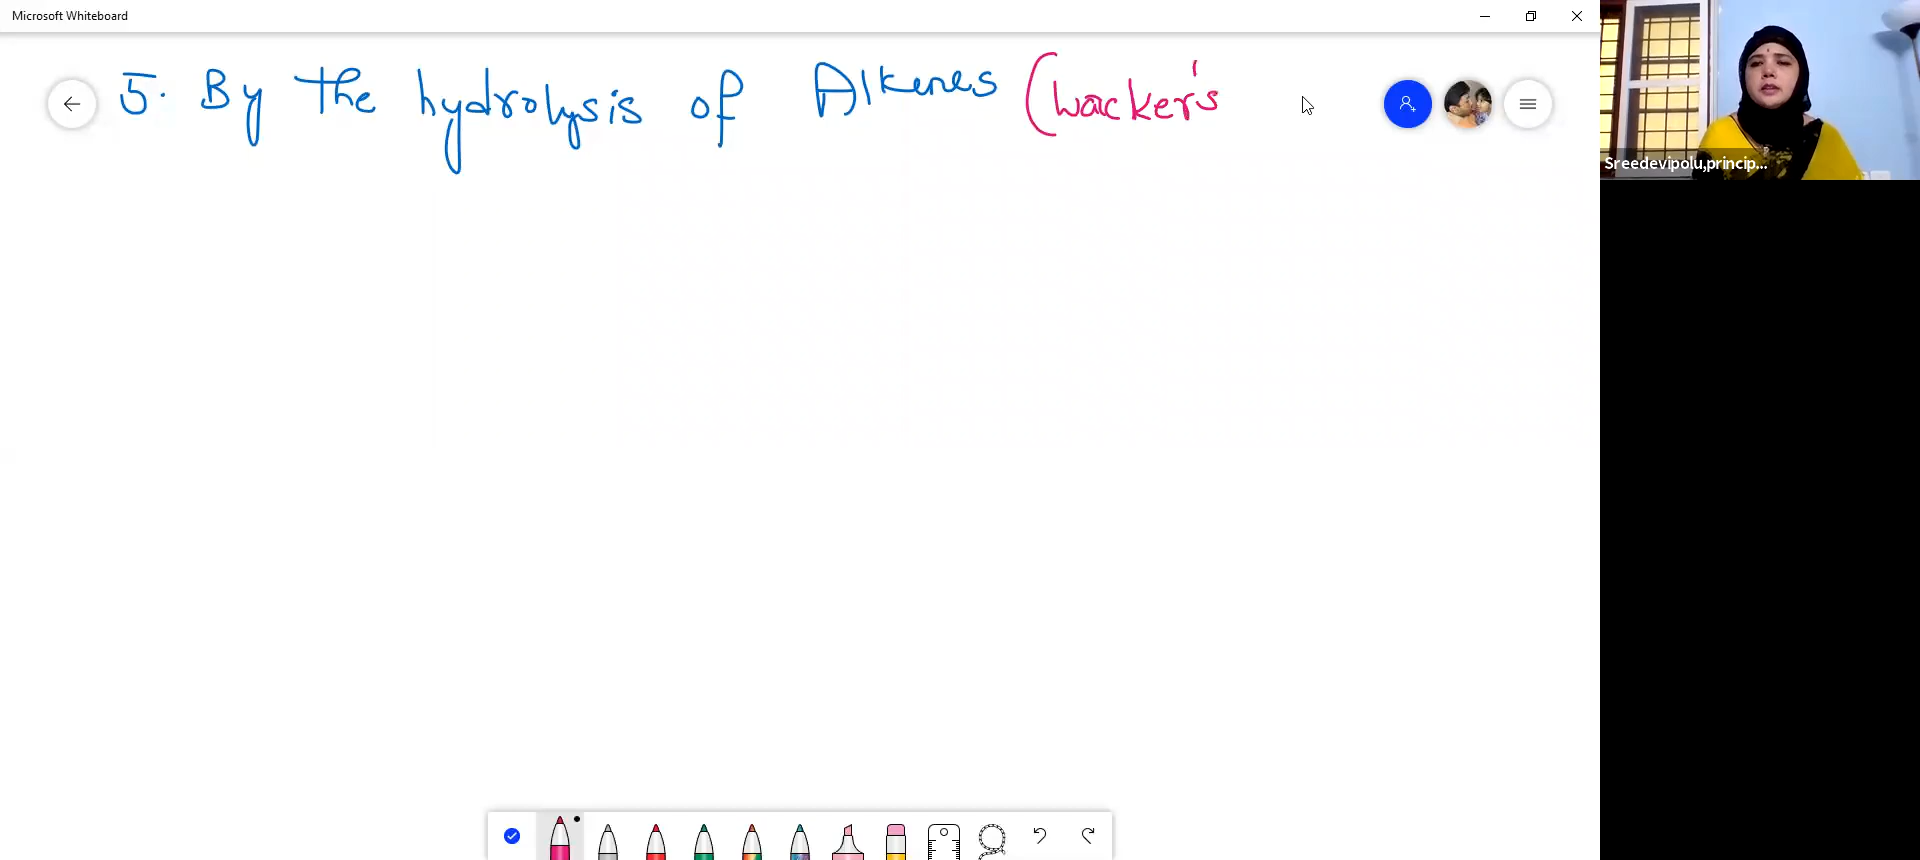 Microsoft Whiteboard
5. By the hydrolysis of Alkenes (wacker's
Sreedevipolu,princip...